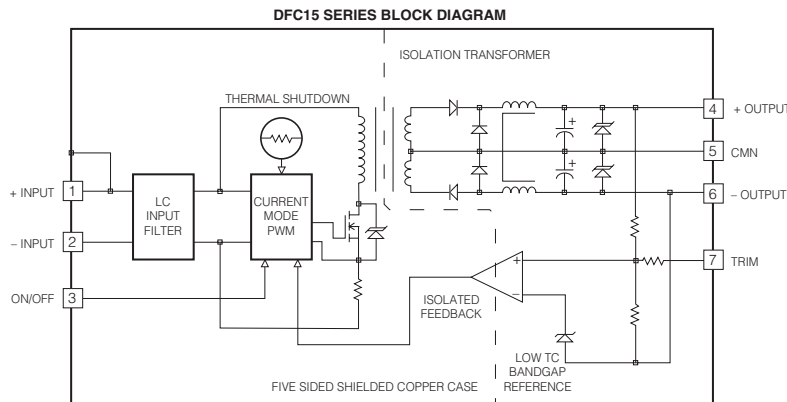 DFC15 SERIES BLOCK DIAGRAM
ISOLATION TRANSFORMER
THERMAL SHUTDOWN
4 + OUTPUT
5 CMN
6 – OUTPUT
7 TRIM
+ INPUT 1
– INPUT 2
ON/OFF 3
LC
INPUT
FILTER
CURRENT
MODE
PWM
+
+
+
–
ISOLATED
FEEDBACK
LOW TC
BANDGAP
REFERENCE
FIVE SIDED SHIELDED COPPER CASE